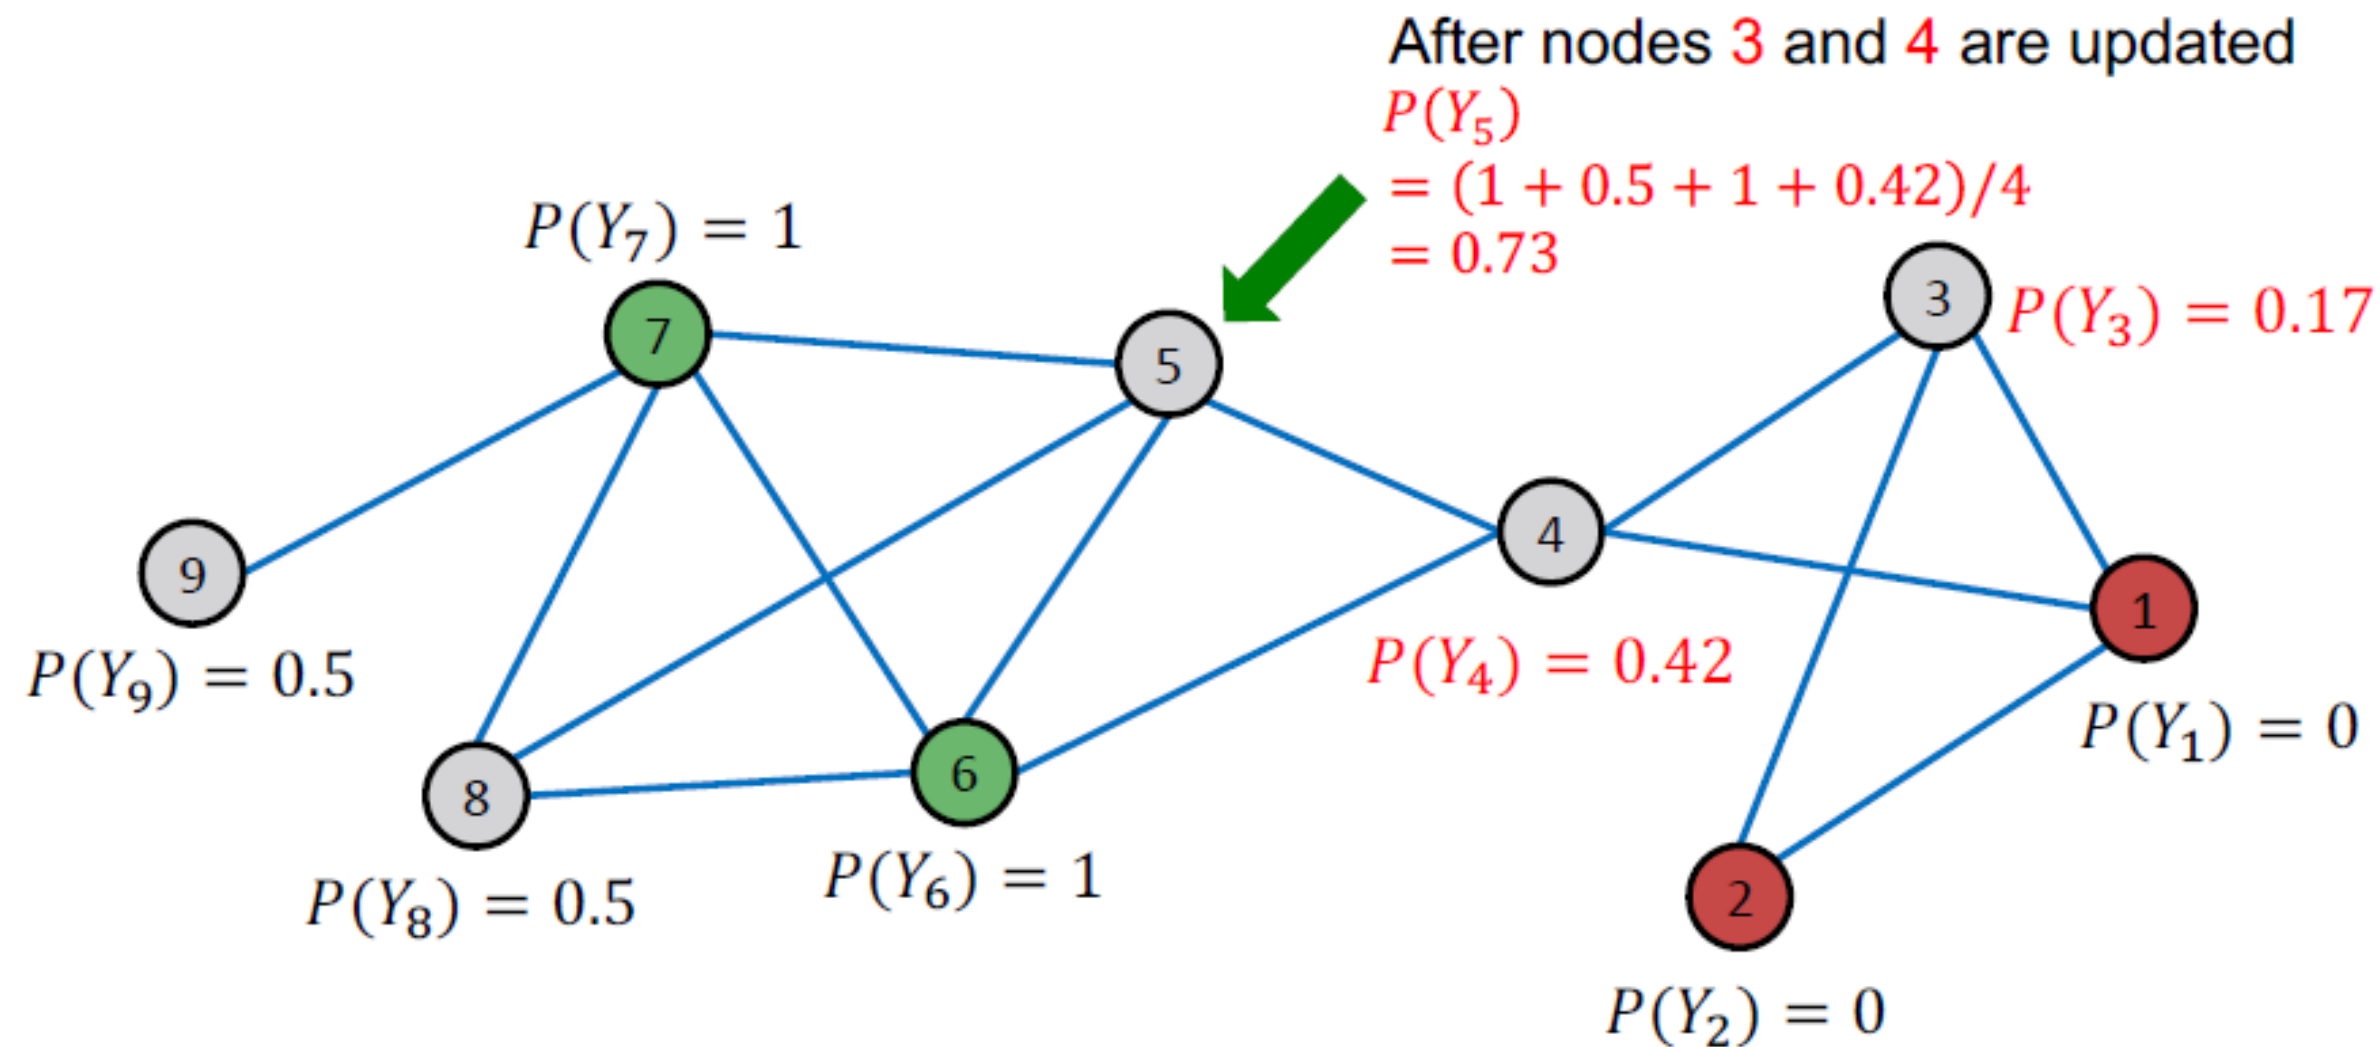 After nodes 3 and 4 are updated
P(Y₅)
= (1 + 0.5 + 1 + 0.42)/4
= 0.73
P(Y₇) = 1
7
5
3
P(Y₃) = 0.17
9
4
1
P(Y₉) = 0.5
P(Y₄) = 0.42
P(Y₁) = 0
8
6
P(Y₈) = 0.5
P(Y₆) = 1
2
P(Y₂) = 0